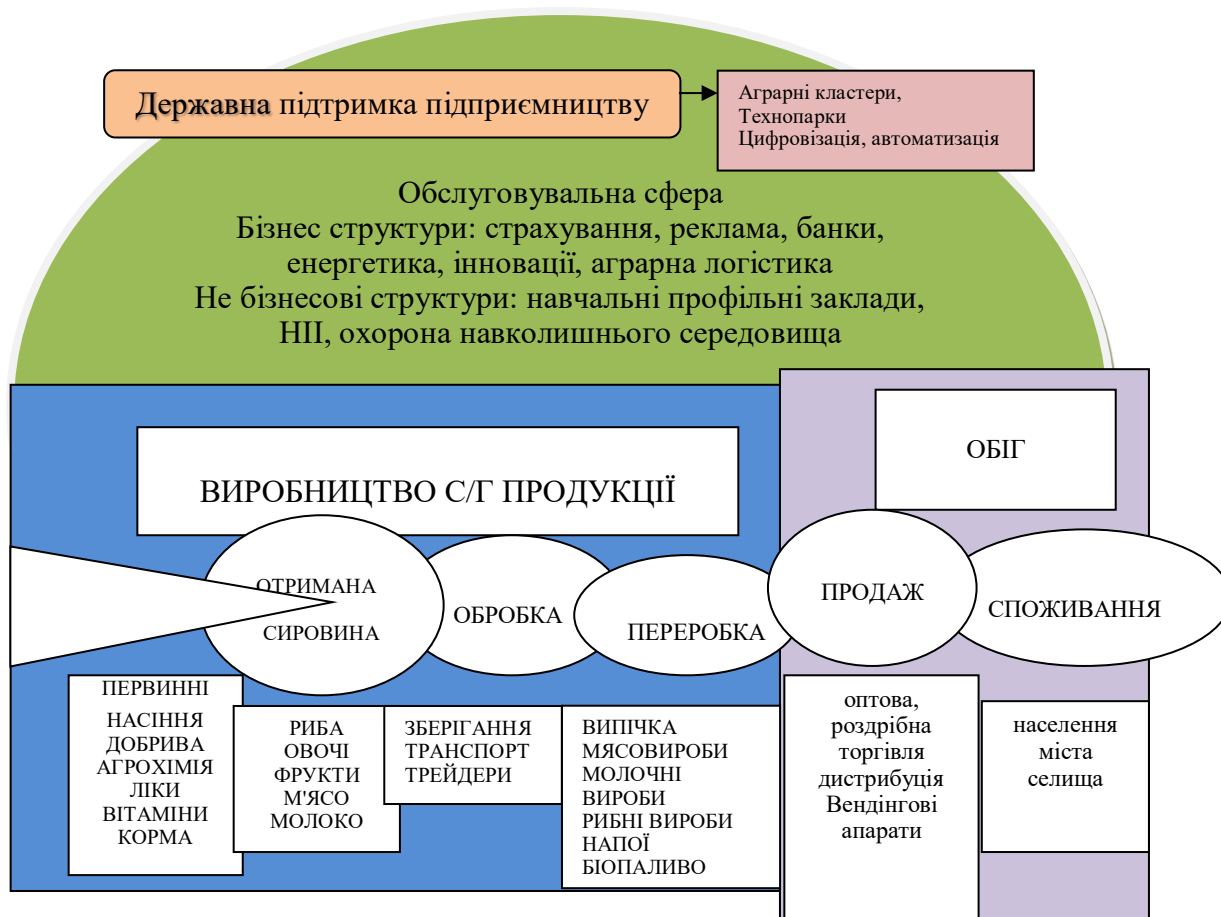 Державна підтримка підприємництву
Аграрні кластери,
Технопарки
Цифровізація, автоматизація
Обслуговувальна сфера
Бізнес структури: страхування, реклама, банки,
енергетика, інновації, аграрна логістика
Не бізнесові структури: навчальні профільні заклади,
НІІ, охорона навколишнього середовища
ВИРОБНИЦТВО С/Г ПРОДУКЦІЇ
ОБІГ
ОТРИМАНА
СИРОВИНА
ОБРОБКА
ПЕРЕРОБКА
ПРОДАЖ
СПОЖИВАННЯ
ПЕРВИННІ
НАСІННЯ
ДОБРИВА
АГРОХІМІЯ
ЛІКИ
ВІТАМІНИ
КОРМА
РИБА
ОВОЧІ
ФРУКТИ
М'ЯСО
МОЛОКО
ЗБЕРІГАННЯ
ТРАНСПОРТ
ТРЕЙДЕРИ
ВИПІЧКА
МЯСОВИРОБИ
МОЛОЧНІ
ВИРОБИ
РИБНІ ВИРОБИ
НАПОЇ
БІОПАЛИВО
оптова,
роздрібна
торгівля
дистрибуція
Вендінгові
апарати
населення
міста
селища